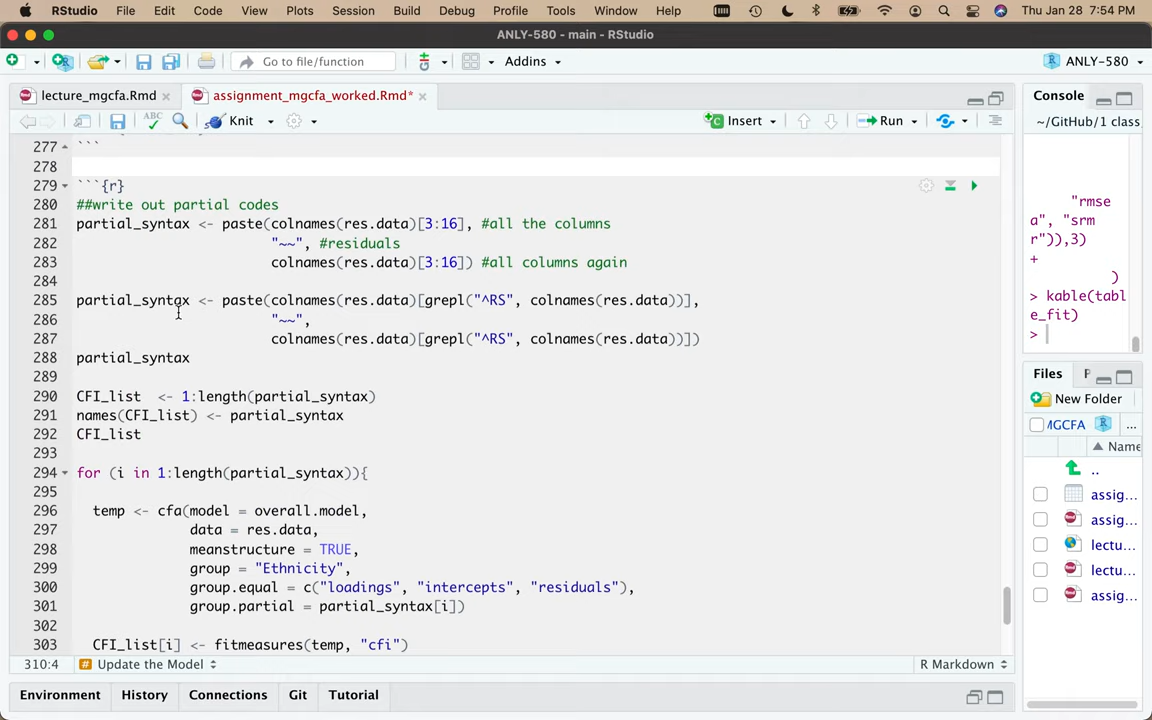 RStudio File Edit Code View Plots Session Build Debug Profile Tools Window Help Thu Jan 28 7:54 PM
ANLY-580 - main - RStudio
Go to file/function Addins ANLY-580
lecture_mgcfa.Rmd assignment_mgcfa_worked.Rmd*
ABC Knit Insert Run
277 ```
278
279 ```{r}
280 ##write out partial codes
281 partial_syntax <- paste(colnames(res.data)[3:16], #all the columns
282 "~~", #residuals
283 colnames(res.data)[3:16]) #all columns again
284
285 partial_syntax <- paste(colnames(res.data)[grepl("^RS", colnames(res.data))],
286 "~~",
287 colnames(res.data)[grepl("^RS", colnames(res.data))])
288 partial_syntax
289
290 CFI_list <- 1:length(partial_syntax)
291 names(CFI_list) <- partial_syntax
292 CFI_list
293
294 for (i in 1:length(partial_syntax)){
295
296 temp <- cfa(model = overall.model,
297 data = res.data,
298 meanstructure = TRUE,
299 group = "Ethnicity",
300 group.equal = c("loadings", "intercepts", "residuals"),
301 group.partial = partial_syntax[i])
302
303 CFI_list[i] <- fitmeasures(temp, "cfi")
310:4 # Update the Model R Markdown
Environment History Connections Git Tutorial
Console
~/GitHub/1 class
"rmse
a", "srm
r")),3)
+
)
> kable(tabl
e_fit)
>
Files P
New Folder
MGCFA ...
Name
..
assig...
assig...
lectu...
lectu...
assig...